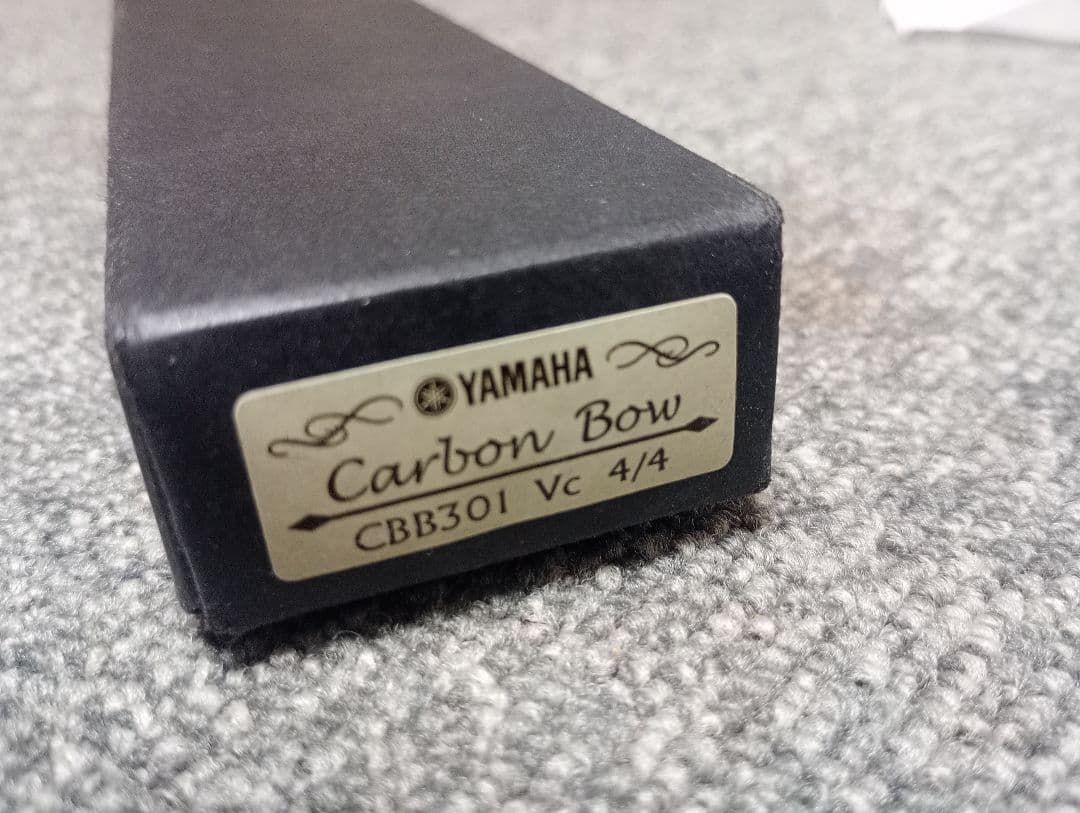 YAMAHA
Carbon Bow
CBB301 Vc 4/4